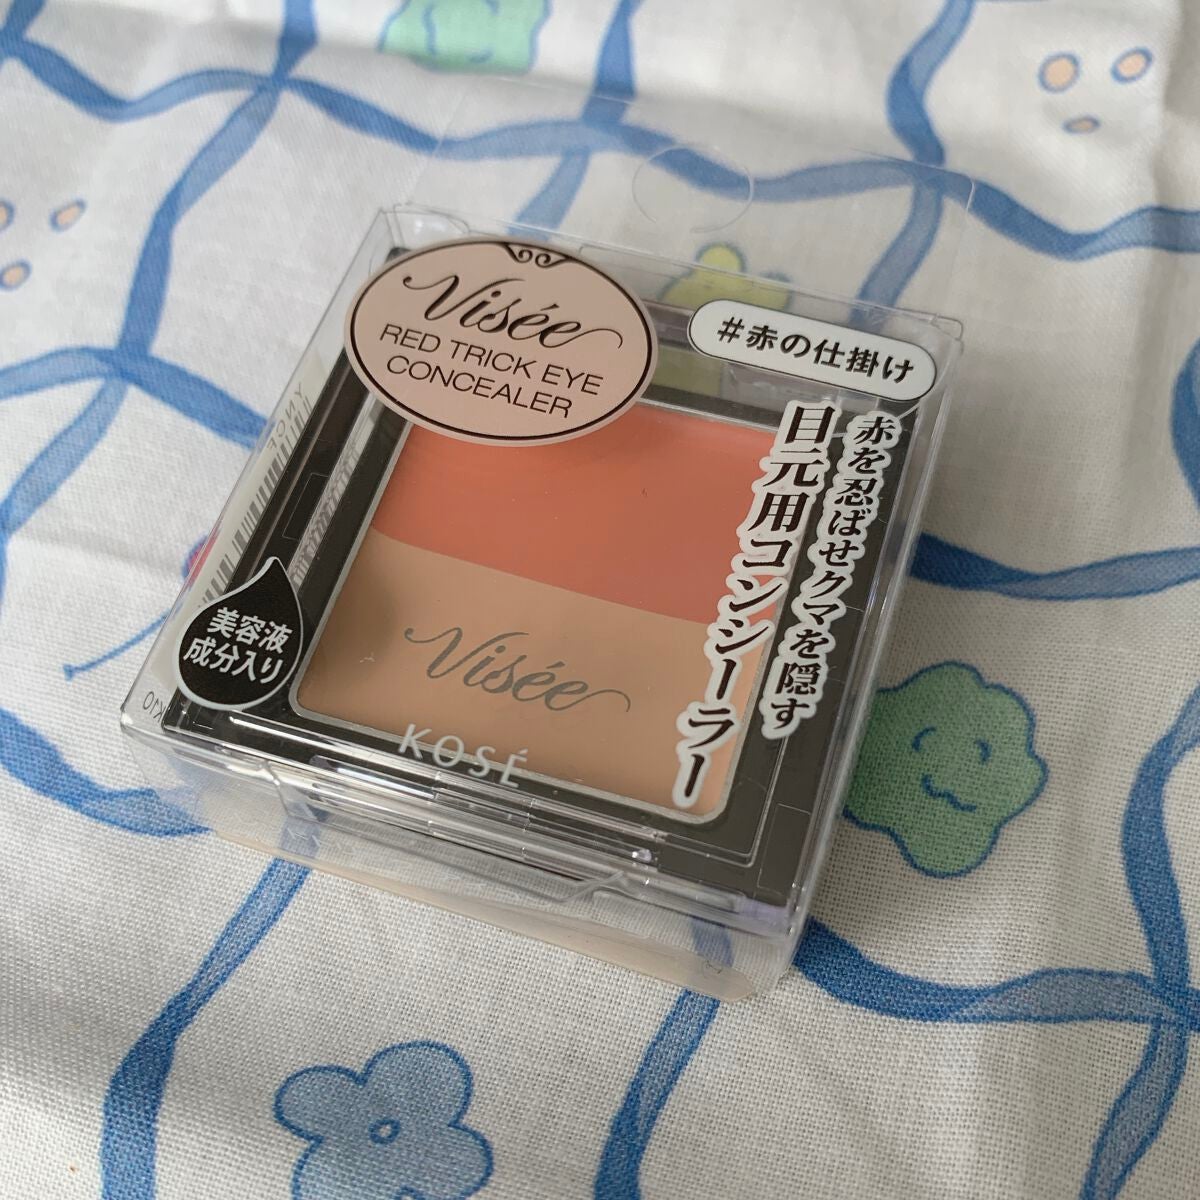 Visée
RED TRICK EYE
CONCEALER
#赤の仕掛け
赤を忍ばせクマを隠す
目元用コンシーラー
美容液
成分入り
Visée
KOSÉ